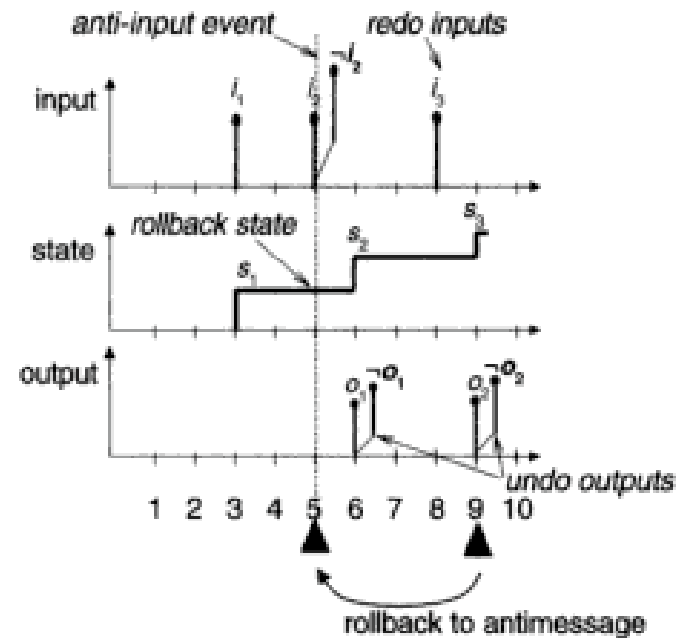 anti-input event
redo inputs
¬i₂
input
i₁
i₃
rollback state
state
s₁
s₂
s₃
output
o₁
¬o₁
o₂
¬o₂
undo outputs
1 2 3 4 5 6 7 8 9 10
rollback to antimessage